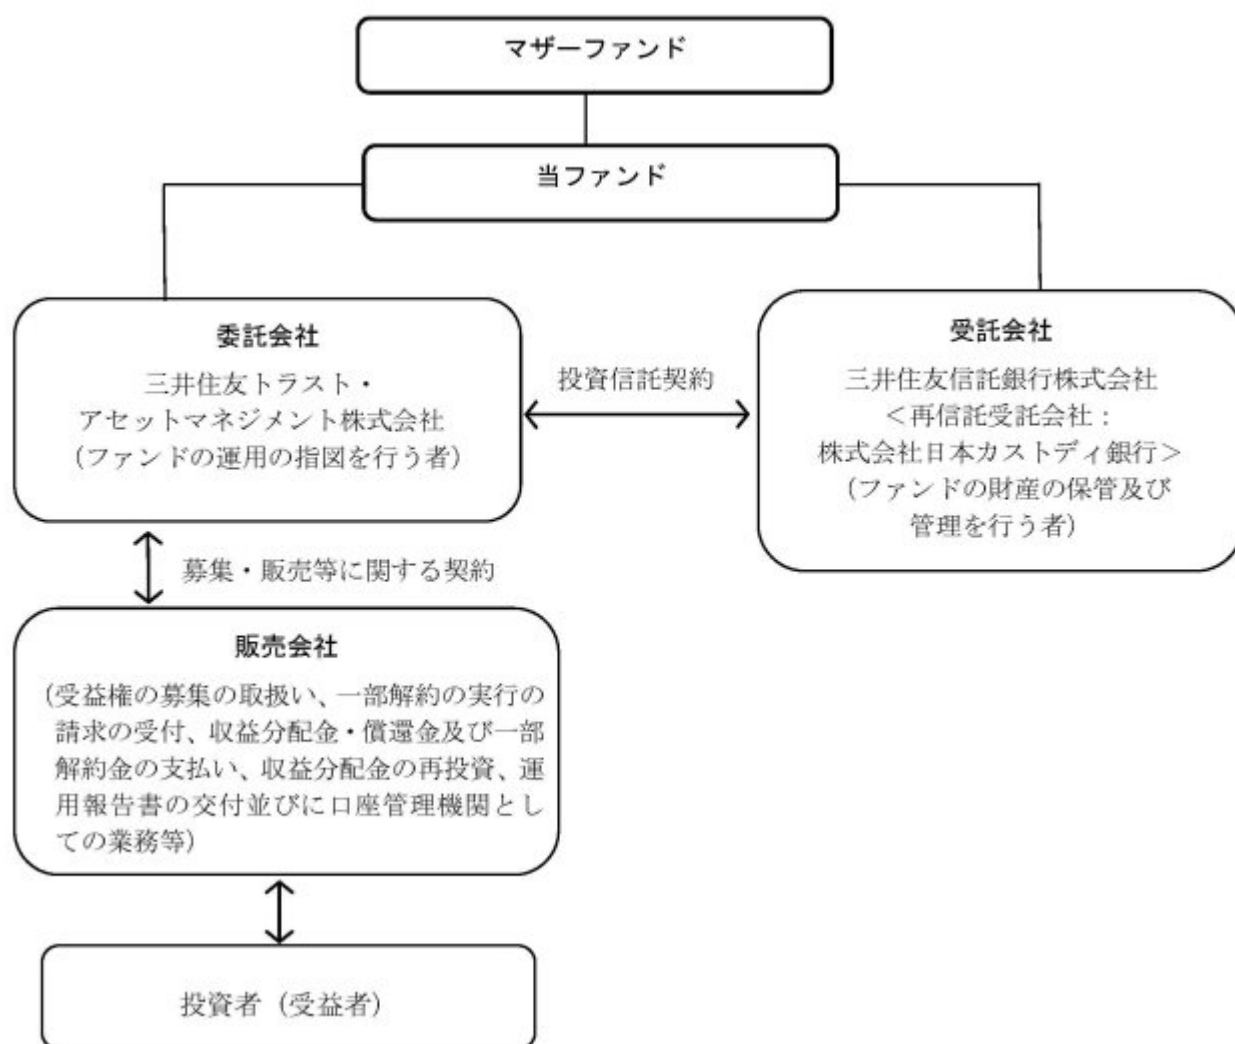 マザーファンド
当ファンド
委託会社
三井住友トラスト・
アセットマネジメント株式会社
（ファンドの運用の指図を行う者）
投資信託契約
受託会社
三井住友信託銀行株式会社
＜再信託受託会社：
株式会社日本カストディ銀行＞
（ファンドの財産の保管及び
管理を行う者）
募集・販売等に関する契約
販売会社
（受益権の募集の取扱い、一部解約の実行の
請求の受付、収益分配金・償還金及び一部
解約金の支払い、収益分配金の再投資、運
用報告書の交付並びに口座管理機関とし
ての業務等）
投資者（受益者）